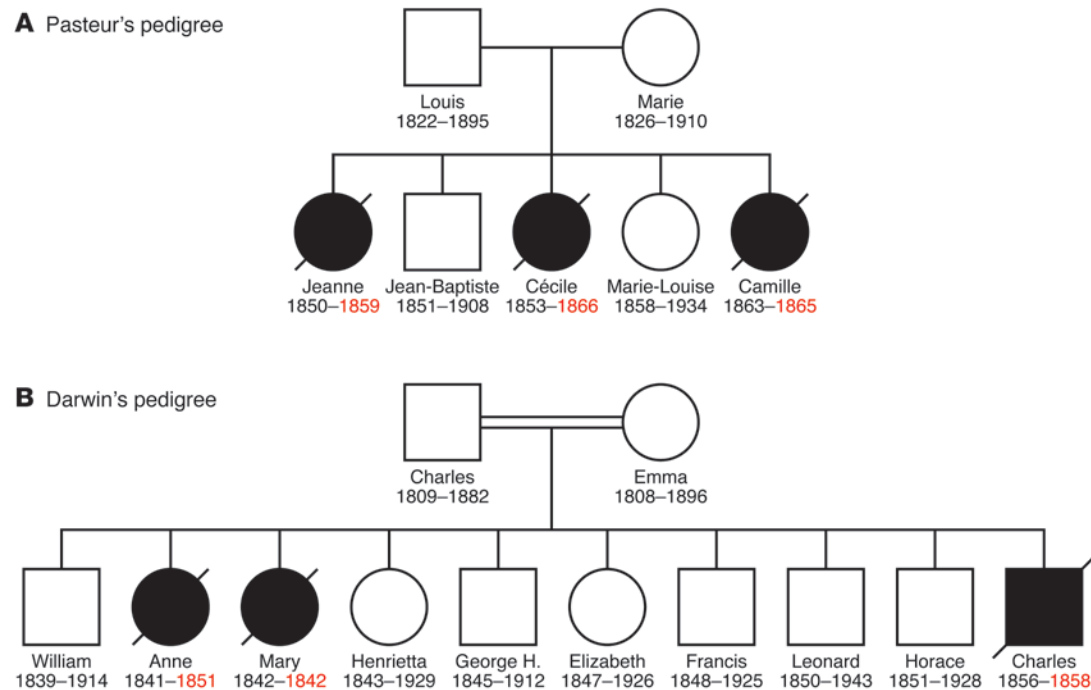 A Pasteur's pedigree
Louis Marie
1822–1895 1826–1910
Jeanne Jean-Baptiste Cécile Marie-Louise Camille
1850–1859 1851–1908 1853–1866 1858–1934 1863–1865
B Darwin's pedigree
Charles Emma
1809–1882 1808–1896
William Anne Mary Henrietta George H. Elizabeth Francis Leonard Horace Charles
1839–1914 1841–1851 1842–1842 1843–1929 1845–1912 1847–1926 1848–1925 1850–1943 1851–1928 1856–1858